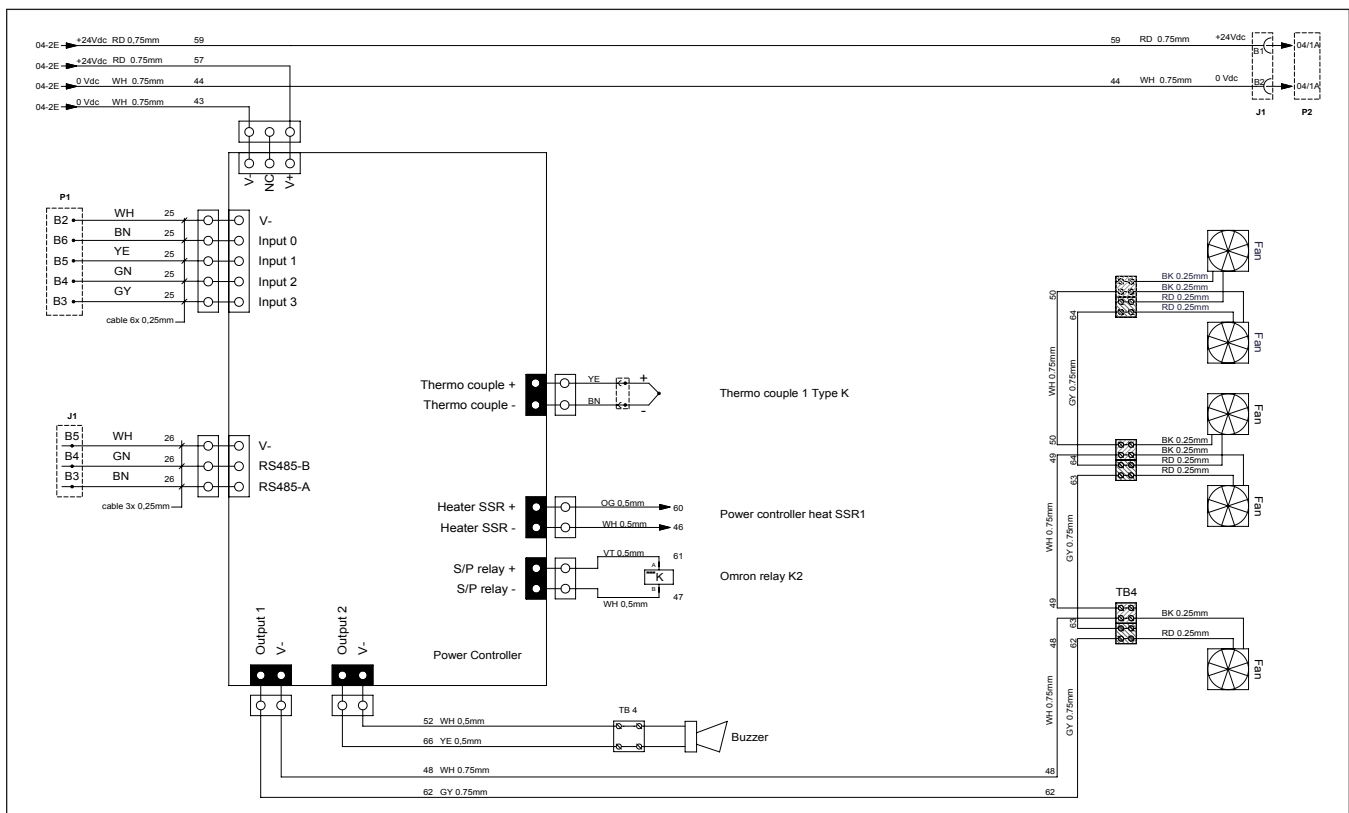 04-2E +24Vdc RD 0,75mm 59 59 RD 0.75mm +24Vdc B1 04/1A
04-2E +24Vdc RD 0.75mm 57
04-2E 0 Vdc WH 0.75mm 44 44 WH 0.75mm 0 Vdc B2 04/1A
04-2E 0 Vdc WH 0.75mm 43
J1 P2
V- NC V+
P1
B2 WH 25 V-
B6 BN 25 Input 0
B5 YE 25 Input 1
B4 GN 25 Input 2
B3 GY 25 Input 3
cable 6x 0,25mm
Fan
BK 0.25mm
BK 0.25mm
RD 0.25mm
RD 0.25mm
50
64
Fan
WH 0.75mm
GY 0.75mm
Thermo couple + YE +
Thermo couple - BN -
Thermo couple 1 Type K
J1
B5 WH 26 V-
B4 GN 26 RS485-B
B3 BN 26 RS485-A
cable 3x 0,25mm
Fan
BK 0.25mm
BK 0.25mm
RD 0.25mm
RD 0.25mm
50
49
64
63
Fan
WH 0.75mm
GY 0.75mm
Heater SSR + OG 0,5mm 60
Heater SSR - WH 0,5mm 46
Power controller heat SSR1
S/P relay + VT 0,5mm 61
S/P relay - WH 0,5mm 47
A
K
B
Omron relay K2
TB4
49
48
63
62
BK 0.25mm
RD 0.25mm
Fan
WH 0.75mm
GY 0.75mm
Output 1
V-
Output 2
V-
Power Controller
TB 4
52 WH 0,5mm
66 YE 0,5mm
Buzzer
48 WH 0.75mm 48
62 GY 0.75mm 62